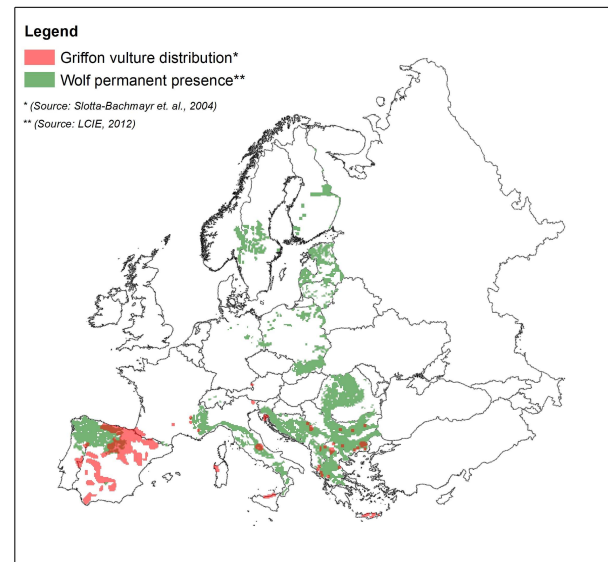 Legend
Griffon vulture distribution*
Wolf permanent presence**
* (Source: Slotta-Bachmayr et. al., 2004)
** (Source: LCIE, 2012)